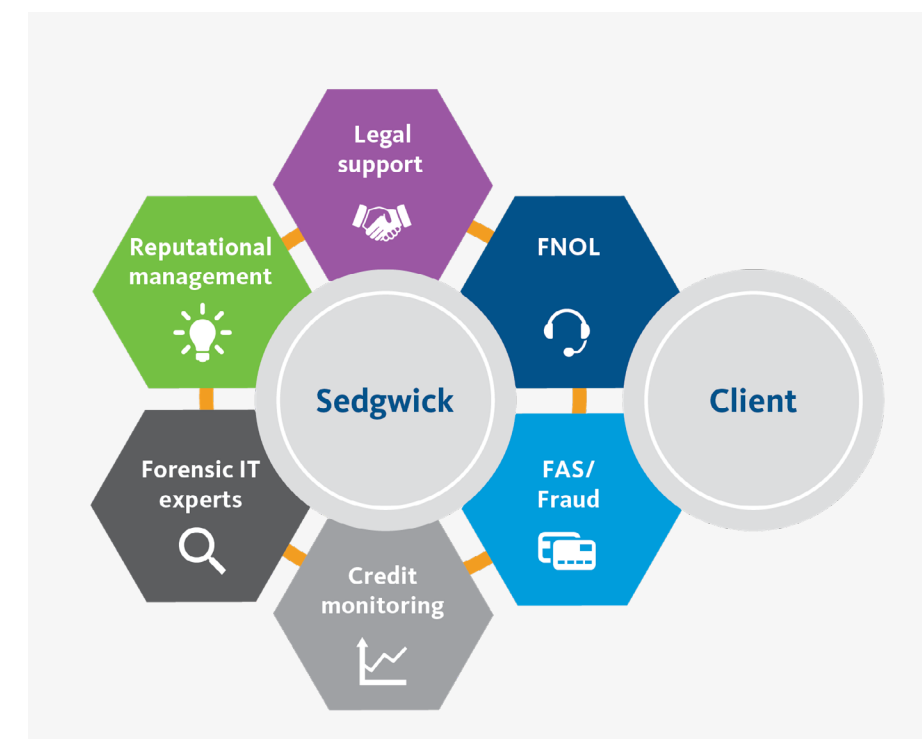 Legal
support
Reputational
management
FNOL
Sedgwick
Client
Forensic IT
experts
FAS/
Fraud
Credit
monitoring